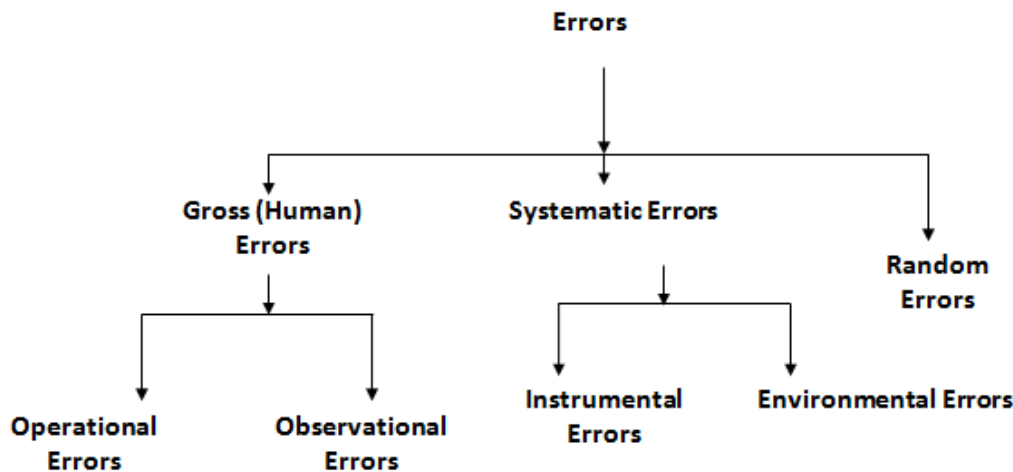 Errors
Gross (Human)
Errors
Systematic Errors
Random
Errors
Operational
Errors
Observational
Errors
Instrumental
Errors
Environmental Errors